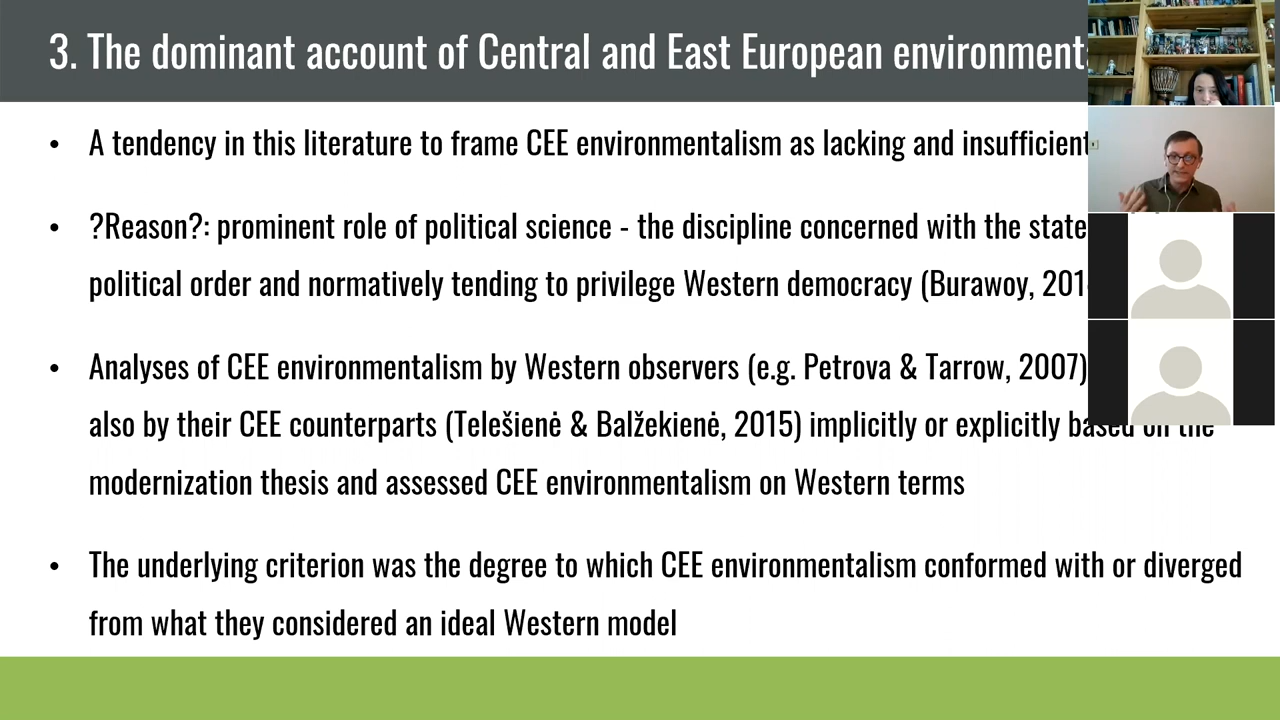 3. The dominant account of Central and East European
• A tendency in this literature to frame CEE environmentalism as lacking and insufficient
• ?Reason?: prominent role of political science - the discipline concerned with the state
political order and normatively tending to privilege Western democracy (Burawoy,
• Analyses of CEE environmentalism by Western observers (e.g. Petrova & Tarrow, 2007)
also by their CEE counterparts (Telešienė & Balžekienė, 2015) implicitly or explicitly based on the
modernization thesis and assessed CEE environmentalism on Western terms
• The underlying criterion was the degree to which CEE environmentalism conformed with or diverged
from what they considered an ideal Western model